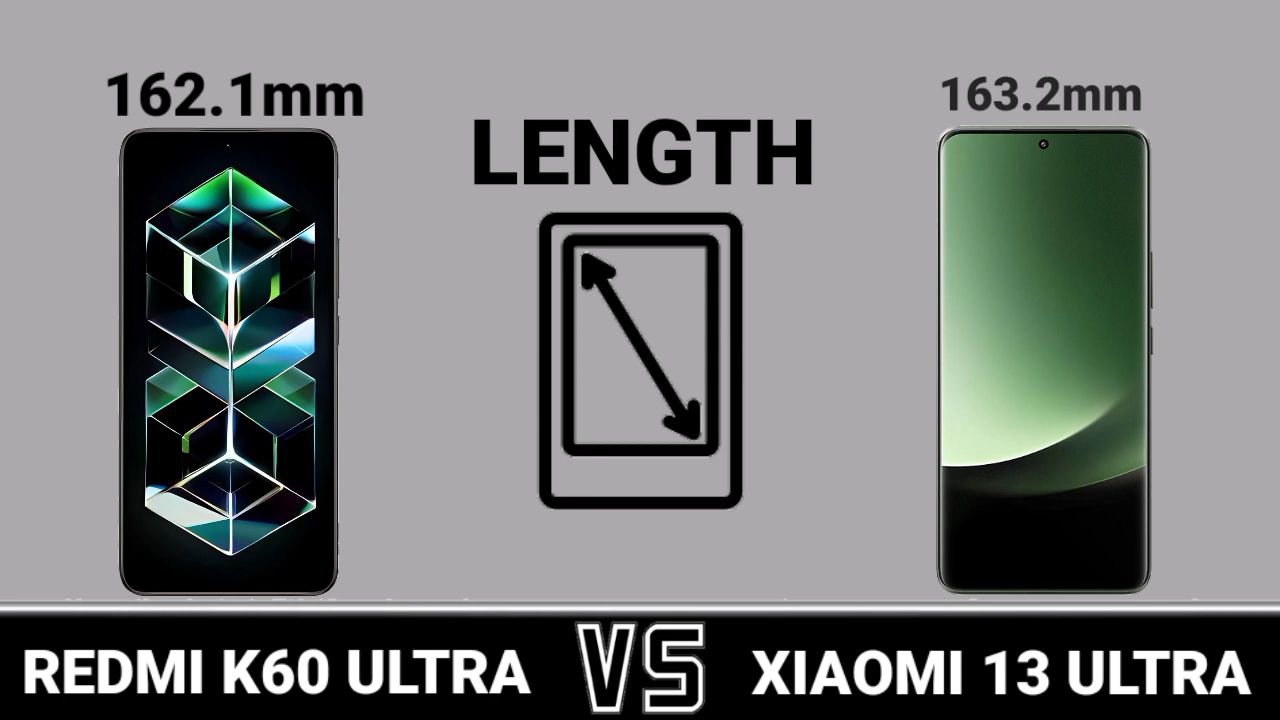 162.1mm
LENGTH
163.2mm
REDMI K60 ULTRA
VS
XIAOMI 13 ULTRA